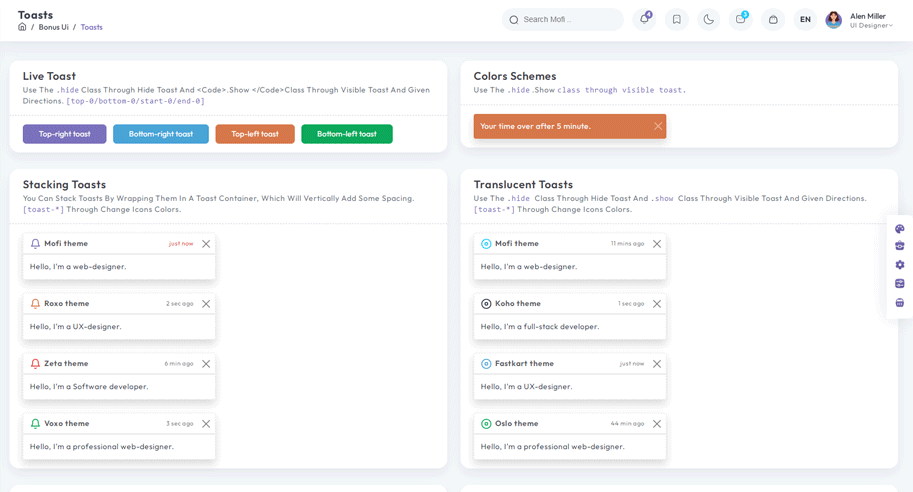 Toasts
/ Bonus Ui / Toasts
Search Mofi ..
4
3
EN
Alen Miller
UI Designer
Live Toast
Use The .hide Class Through Hide Toast And <Code>.Show </Code>Class Through Visible Toast And Given
Directions. [top-0/bottom-0/start-0/end-0]
Top-right toast
Bottom-right toast
Top-left toast
Bottom-left toast
Colors Schemes
Use The .hide .Show class through visible toast.
Your time over after 5 minute.
Stacking Toasts
You Can Stack Toasts By Wrapping Them In A Toast Container, Which Will Vertically Add Some Spacing.
[toast-*] Through Change Icons Colors.
Mofi theme just now
Hello, I'm a web-designer.
Roxo theme 2 sec ago
Hello, I'm a UX-designer.
Zeta theme 6 min ago
Hello, I'm a Software developer.
Voxo theme 3 sec ago
Hello, I'm a professional web-designer.
Translucent Toasts
Use The .hide Class Through Hide Toast And .show Class Through Visible Toast And Given Directions.
[toast-*] Through Change Icons Colors.
Mofi theme 11 mins ago
Hello, I'm a web-designer.
Koho theme 1 sec ago
Hello, I'm a full-stack developer.
Fastkart theme just now
Hello, I'm a UX-designer.
Oslo theme 44 min ago
Hello, I'm a professional web-designer.